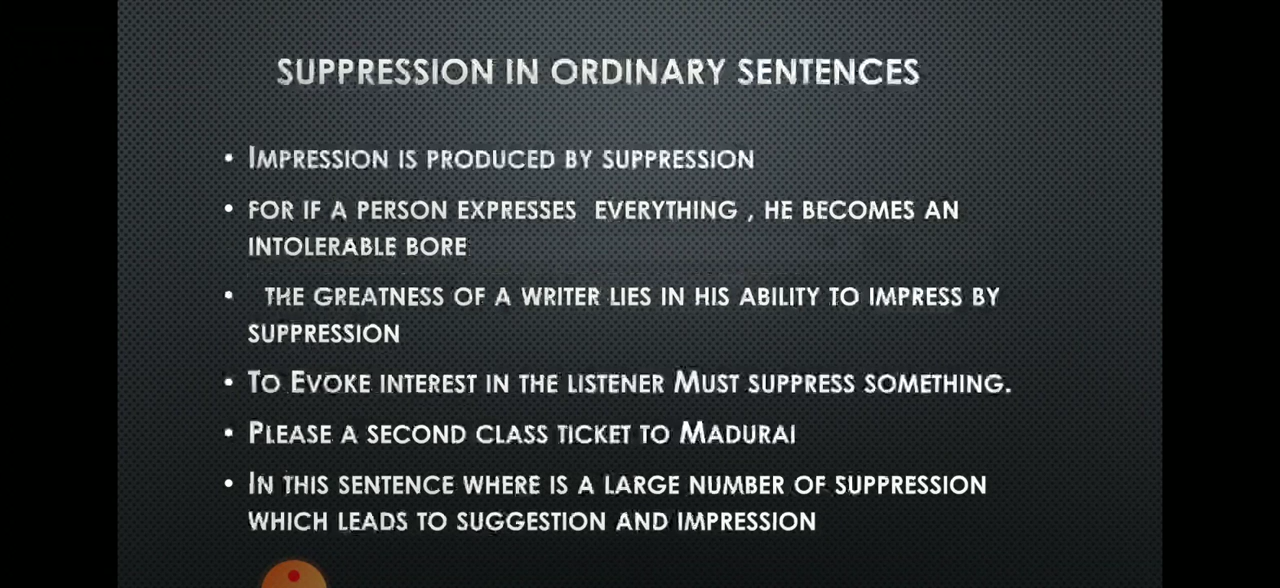 SUPPRESSION IN ORDINARY SENTENCES
• IMPRESSION IS PRODUCED BY SUPPRESSION
• FOR IF A PERSON EXPRESSES EVERYTHING , HE BECOMES AN
INTOLERABLE BORE
• THE GREATNESS OF A WRITER LIES IN HIS ABILITY TO IMPRESS BY
SUPPRESSION
• TO EVOKE INTEREST IN THE LISTENER MUST SUPPRESS SOMETHING.
• PLEASE A SECOND CLASS TICKET TO MADURAI
• IN THIS SENTENCE WHERE IS A LARGE NUMBER OF SUPPRESSION
WHICH LEADS TO SUGGESTION AND IMPRESSION